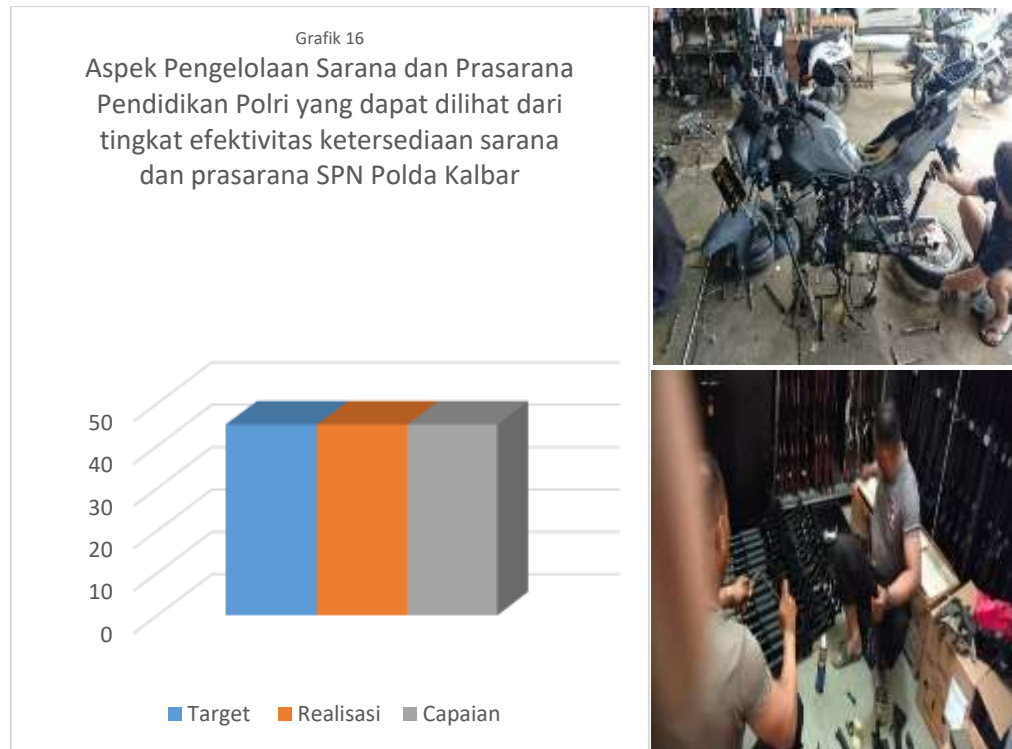 Grafik 16
Aspek Pengelolaan Sarana dan Prasarana
Pendidikan Polri yang dapat dilihat dari
tingkat efektivitas ketersediaan sarana
dan prasarana SPN Polda Kalbar
50
40
30
20
10
0
Target Realisasi Capaian